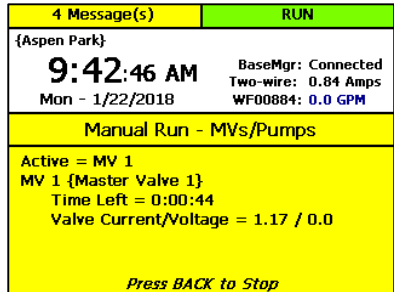 4 Message(s) RUN
{Aspen Park}
9:42:46 AM
Mon - 1/22/2018
BaseMgr: Connected
Two-wire: 0.84 Amps
WF00884: 0.0 GPM
Manual Run - MVs/Pumps
Active = MV 1
MV 1 {Master Valve 1}
Time Left = 0:00:44
Valve Current/Voltage = 1.17 / 0.0
Press BACK to Stop